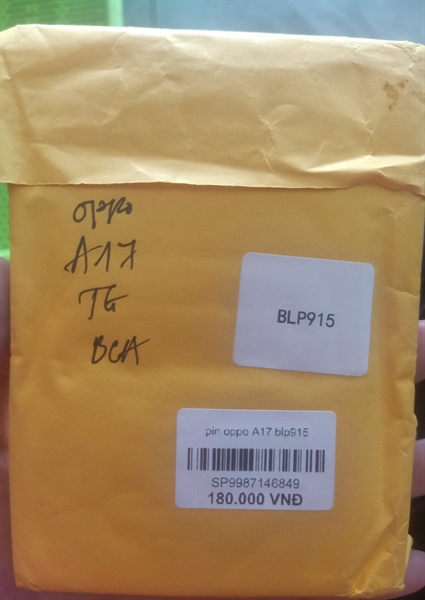 oppo
A17
TG
BCA
BLP915
pin oppo A17 blp915
SP9987146849
180.000 VNĐ